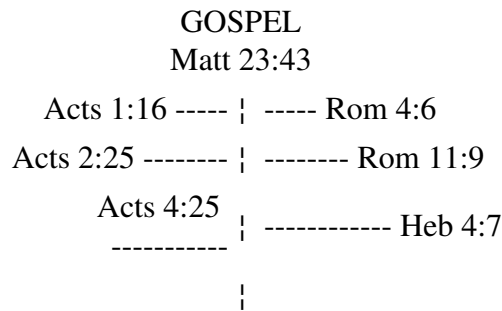 GOSPEL
Matt 23:43
Acts 1:16 ----- ¦ ----- Rom 4:6
Acts 2:25 -------- ¦ -------- Rom 11:9
Acts 4:25
----------- ¦ ------------ Heb 4:7
¦